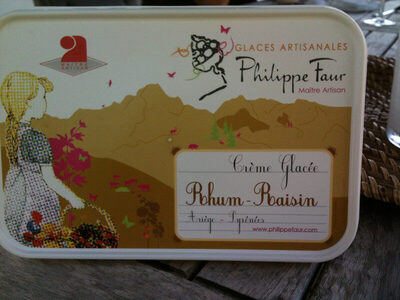 GLACES ARTISANALES
Philippe Faur
Maître Artisan
Crème Glacée
Rhum-Raisin
Ariège-Pyrénées
www.philippefaur.com